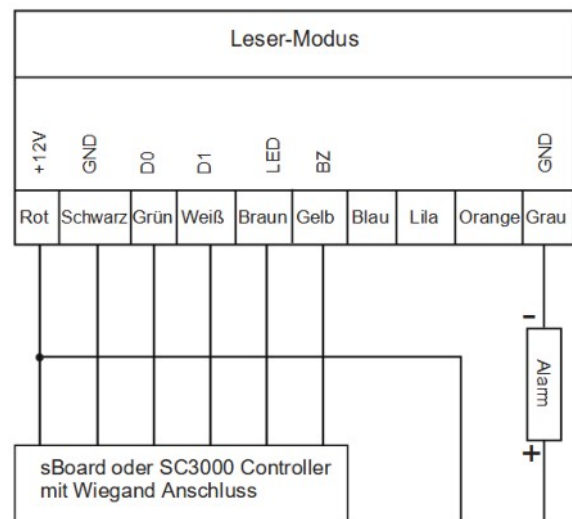 Leser-Modus
+12V GND D0 D1 LED BZ GND
Rot Schwarz Grün Weiß Braun Gelb Blau Lila Orange Grau
-
Alarm
+
sBoard oder SC3000 Controller
mit Wiegand Anschluss